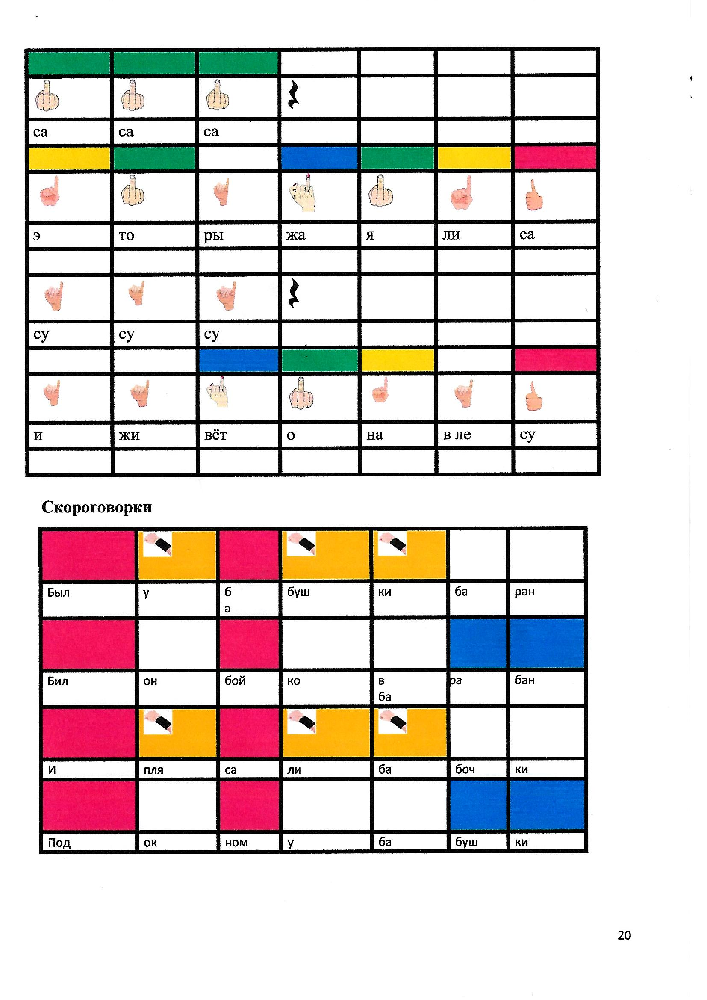 са са са
э то ры жа я ли са
су су су
и жи вёт о на в ле су
Скороговорки
Был у б буш ки ба ран
а
Бил он бой ко в ра бан
ба
И пля са ли ба боч ки
Под ок ном у ба буш ки
20